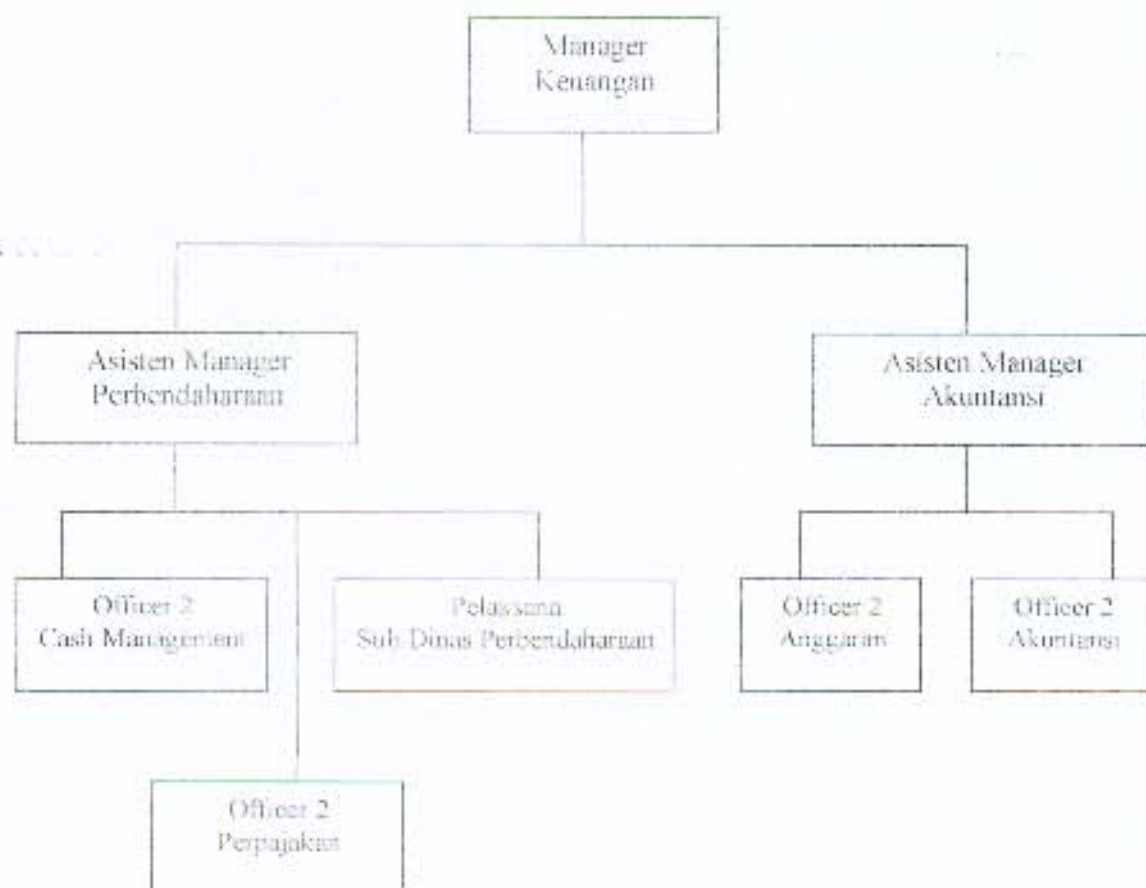 Manager
Keuangan
Asisten Manager
Perbendaharaan
Asisten Manager
Akuntansi
Officer 2
Cash Management
Pelaksana
Sub Dinas Perbendaharaan
Officer 2
Anggaran
Officer 2
Akuntansi
Officer 2
Perpajakan